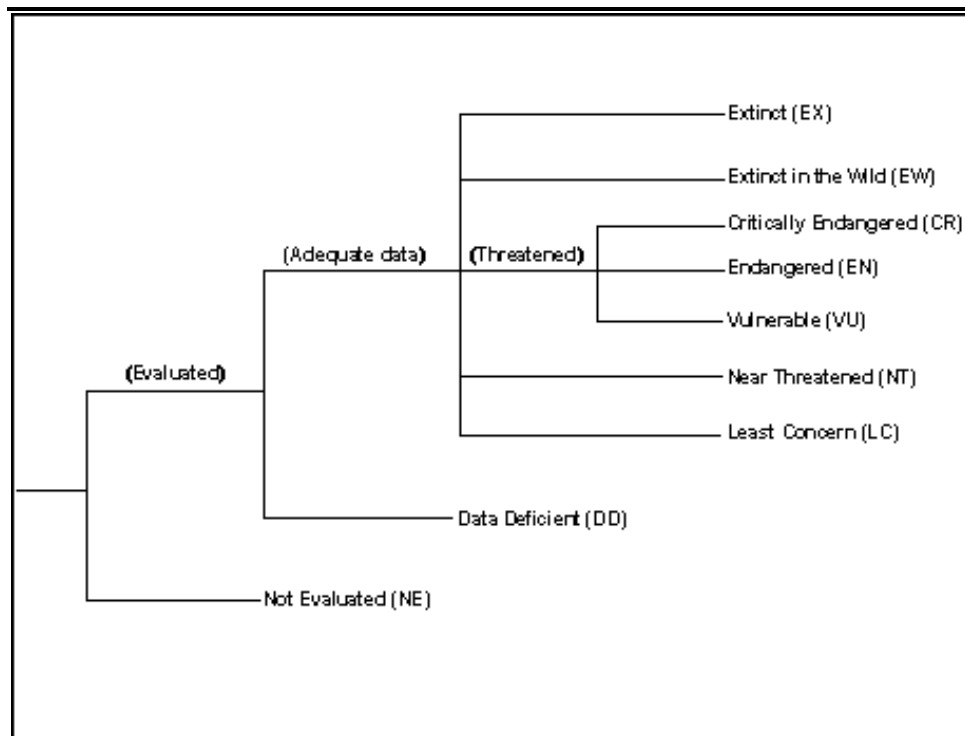 Extinct (EX)
Extinct in the Wild (EW)
Critically Endangered (CR)
(Adequate data) (Threatened) Endangered (EN)
Vulnerable (VU)
(Evaluated) Near Threatened (NT)
Least Concern (LC)
Data Deficient (DD)
Not Evaluated (NE)